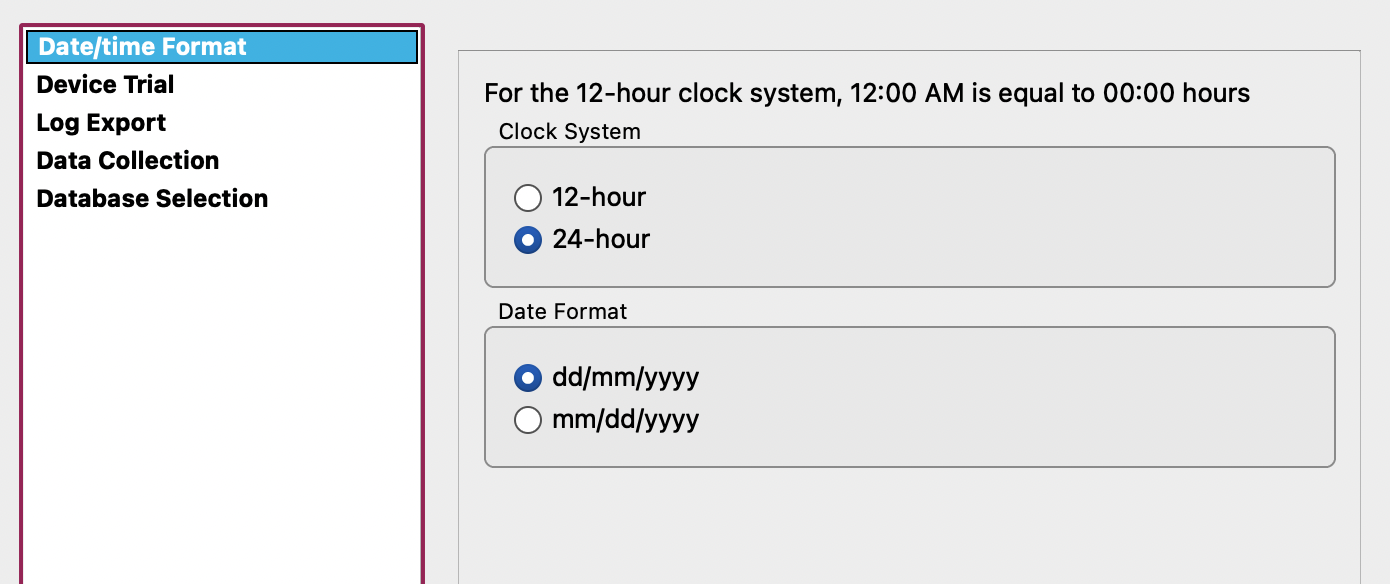 Date/time Format
Device Trial
Log Export
Data Collection
Database Selection
For the 12-hour clock system, 12:00 AM is equal to 00:00 hours
Clock System
12-hour
24-hour
Date Format
dd/mm/yyyy
mm/dd/yyyy